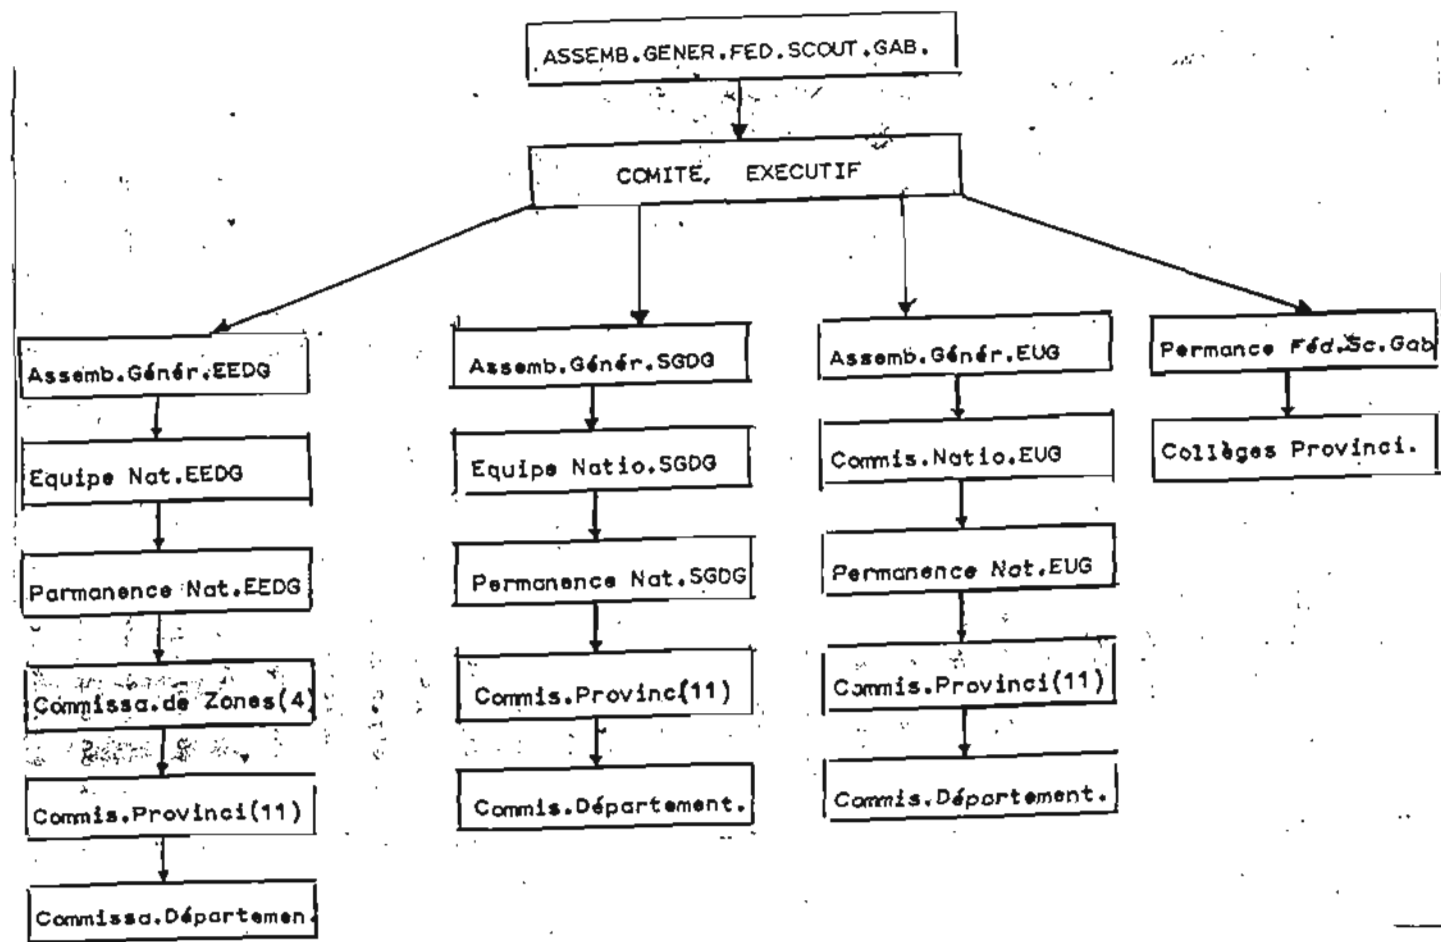 ASSEMB.GENER.FED.SCOUT.GAB.
COMITE, EXECUTIF
Assemb.Génér.EEDG
Equipe Nat.EEDG
Parmanence Nat.EEDG
Commissa.de Zones(4)
Commis.Provinci(11)
Commissa.Départemen.
Assemb.Génér.SGDG
Equipe Natio.SGDG
Permanence Nat.SGDG
Commis.Provinc(11)
Commis.Département.
Assemb.Génér.EUG
Commis.Natio.EUG
Permanence Nat.EUG
Commis.Provinci(11)
Commis.Département.
Permance Féd.Sc.Gab
Collèges Provinci.